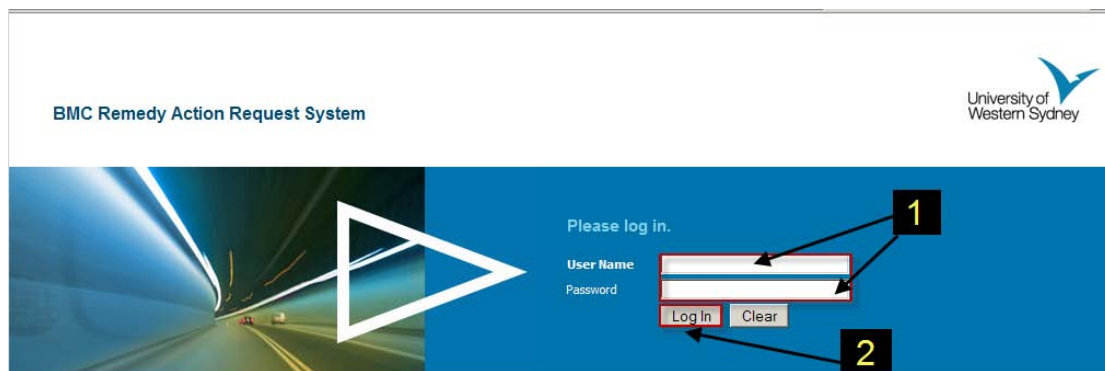 University of
Western Sydney
BMC Remedy Action Request System
Please log in.
1
User Name
Password
Log In Clear
2